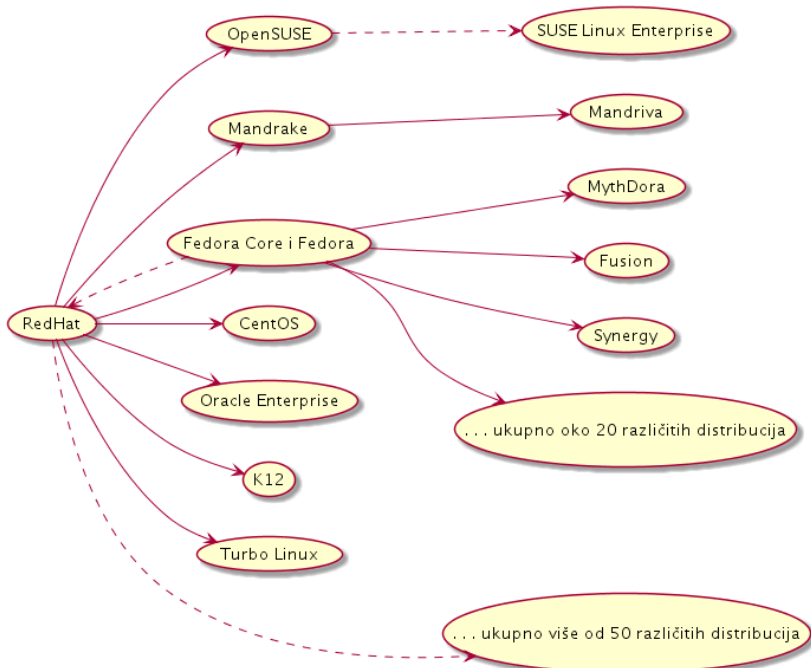 OpenSUSE
SUSE Linux Enterprise
Mandrake
Mandriva
MythDora
Fedora Core i Fedora
Fusion
RedHat
CentOS
Synergy
Oracle Enterprise
. . . ukupno oko 20 različitih distribucija
K12
Turbo Linux
. . . ukupno više od 50 različitih distribucija